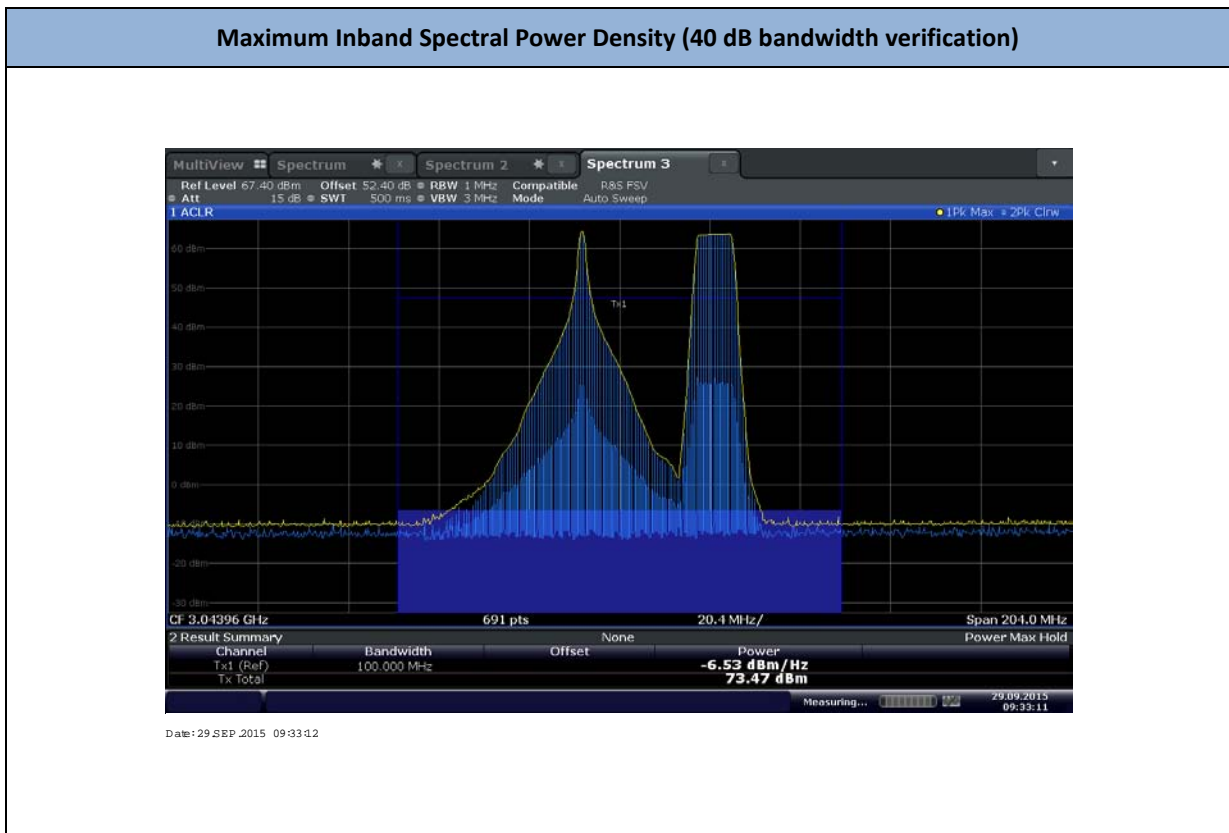 Maximum Inband Spectral Power Density (40 dB bandwidth verification)
MultiView Spectrum * x Spectrum 2 * x Spectrum 3 x
Ref Level 67.40 dBm Offset 52.40 dB RBW 1 MHz Compatible R&S FSV
Att 15 dB SWT 500 ms VBW 3 MHz Mode Auto Sweep
1 ACLR 1Pk Max 2Pk Clrw
60 dBm
50 dBm
Tx1
40 dBm
30 dBm
20 dBm
10 dBm
0 dBm
-20 dBm
-30 dBm
CF 3.04396 GHz 691 pts 20.4 MHz/ Span 204.0 MHz
2 Result Summary None Power Max Hold
Channel Bandwidth Offset Power
Tx1 (Ref) 100.000 MHz -6.53 dBm/Hz
Tx Total 73.47 dBm
Measuring... 29.09.2015
09:33:11
Date: 29.SEP.2015 09:33:12